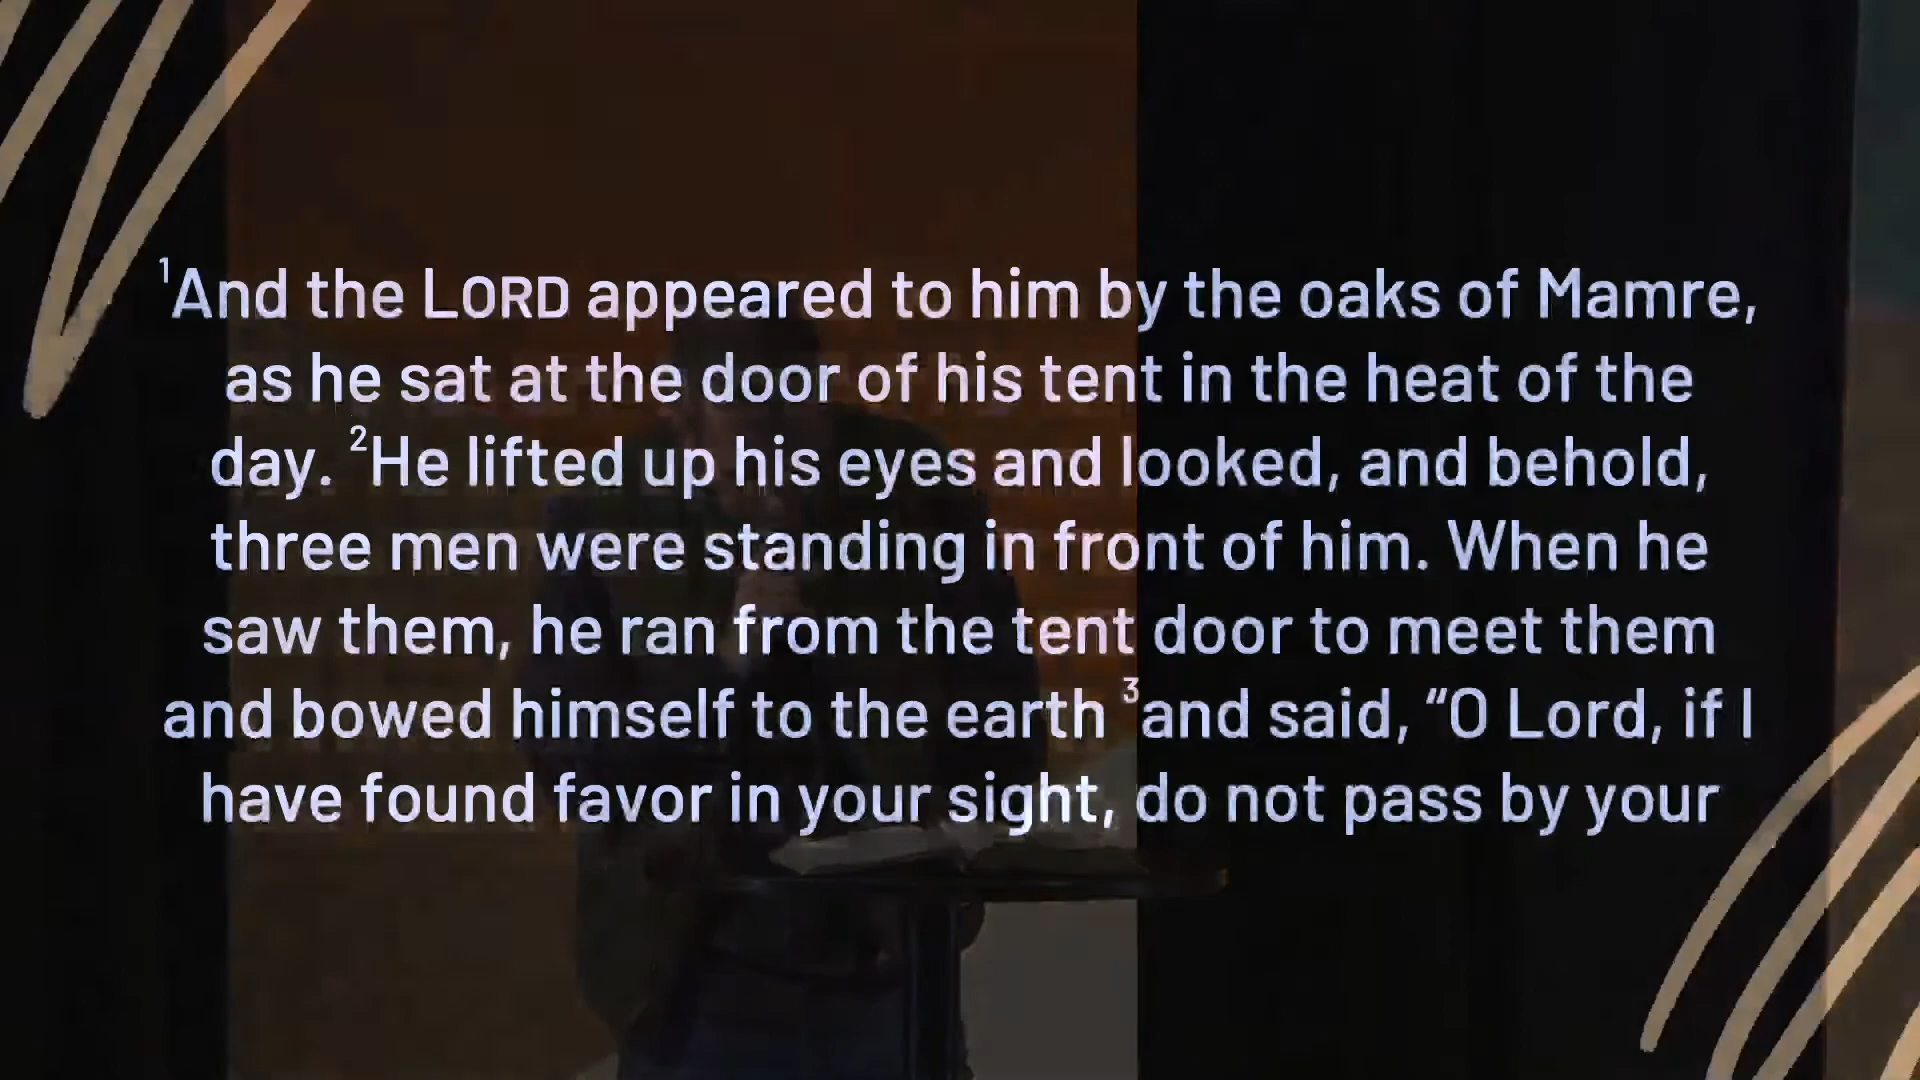 ¹And the LORD appeared to him by the oaks of Mamre,
as he sat at the door of his tent in the heat of the
day. ²He lifted up his eyes and looked, and behold,
three men were standing in front of him. When he
saw them, he ran from the tent door to meet them
and bowed himself to the earth ³and said, “O Lord, if I
have found favor in your sight, do not pass by your